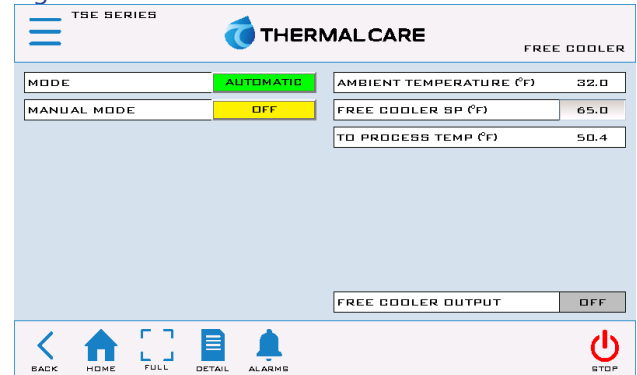 TSE SERIES
THERMALCARE
FREE COOLER
MODE AUTOMATIC
MANUAL MODE OFF
AMBIENT TEMPERATURE (°F) 32.0
FREE COOLER SP (°F) 65.0
TO PROCESS TEMP (°F) 50.4
FREE COOLER OUTPUT OFF
BACK HOME FULL DETAIL ALARMS STOP